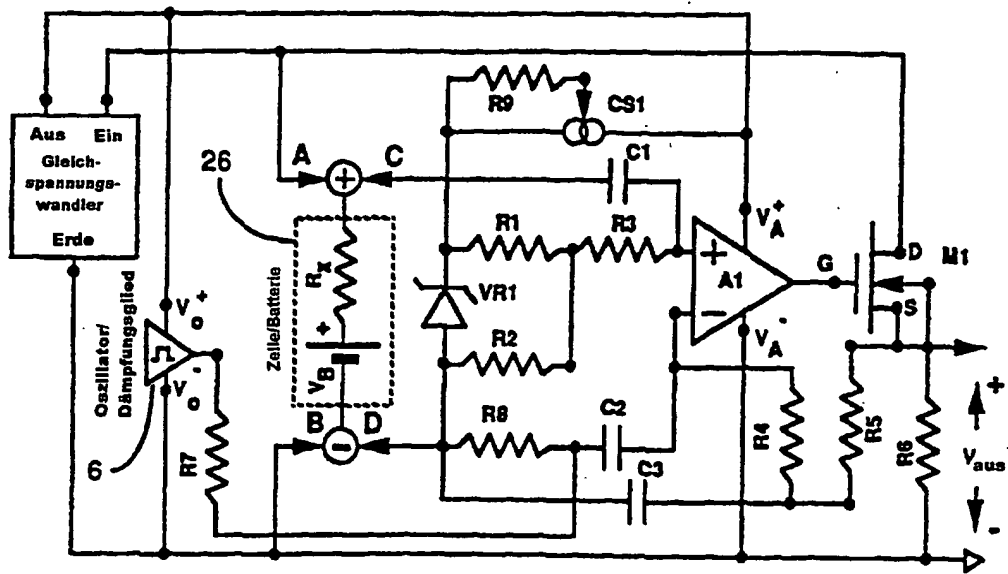 R9
CS1
Aus Ein
Gleich-
spannungs-
wandler
Erde
26
A
C
C1
+
R1
R3
+
V_A^+
D
M1
R_x
A1
G
VR1
−
S
Zelle/Batterie
+
V_B
R2
V_A^-
V_o^+
Oszillator/
Dämpfungsglied
V_o^-
B
D
−
R8
C2
R4
R5
R6
+
V_aus
-
6
R7
C3